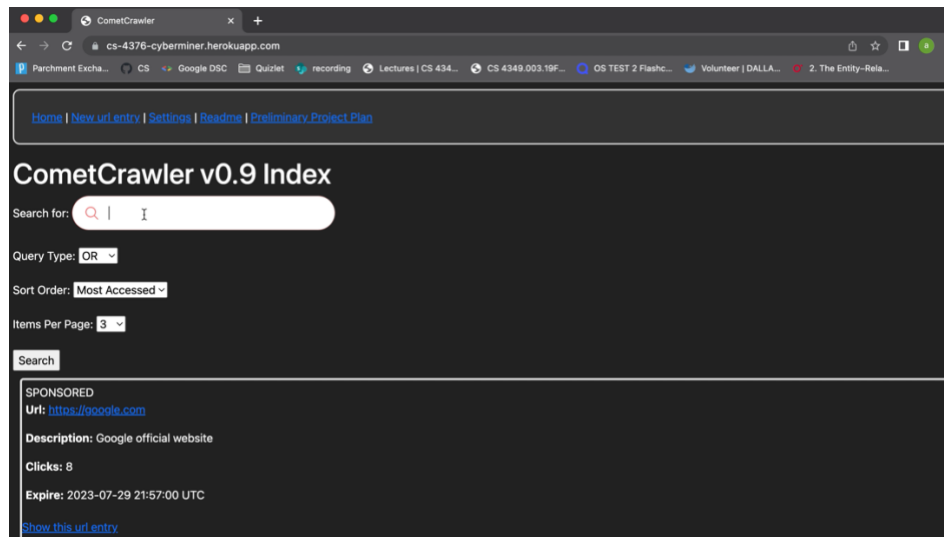 CometCrawler
cs-4376-cyberminer.herokuapp.com
a
Parchment Excha... CS Google DSC Quizlet recording Lectures | CS 434... CS 4349.003.19F... OS TEST 2 Flashc... Volunteer | DALLA... 2. The Entity-Rela...
Home | New url entry | Settings | Readme | Preliminary Project Plan
CometCrawler v0.9 Index
Search for:
Query Type: OR
Sort Order: Most Accessed
Items Per Page: 3
Search
SPONSORED
Url: https://google.com
Description: Google official website
Clicks: 8
Expire: 2023-07-29 21:57:00 UTC
Show this url entry